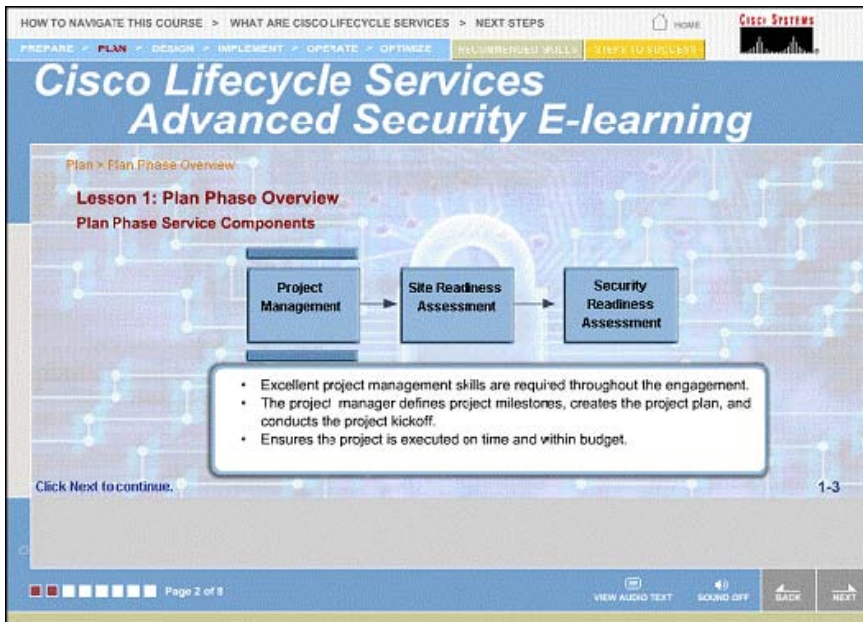 HOW TO NAVIGATE THIS COURSE > WHAT ARE CISCO LIFECYCLE SERVICES > NEXT STEPS
HOME
CISCO SYSTEMS
PREPARE > PLAN > DESIGN > IMPLEMENT > OPERATE > OPTIMIZE
RECOMMENDED SKILLS
STEPS TO SUCCESS
Cisco Lifecycle Services
Advanced Security E-learning
Plan > Plan Phase Overview
Lesson 1: Plan Phase Overview
Plan Phase Service Components
Project
Management
Site Readiness
Assessment
Security
Readiness
Assessment
• Excellent project management skills are required throughout the engagement.
• The project manager defines project milestones, creates the project plan, and
conducts the project kickoff.
• Ensures the project is executed on time and within budget.
Click Next to continue.
1-3
Page 2 of 8
VIEW AUDIO TEXT
SOUND OFF
BACK
NEXT